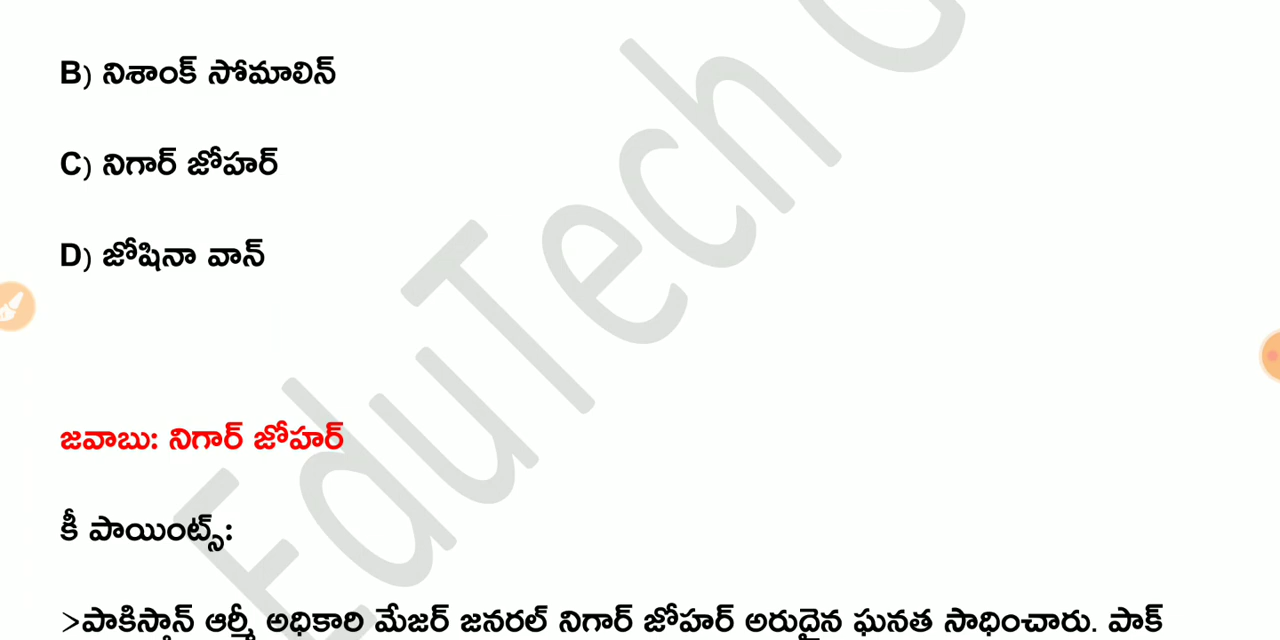 B) నిశాంక్ సోమాలిన్
C) నిగార్ జోహర్
D) జోషినా వాన్
జవాబు: నిగార్ జోహర్
కీ పాయింట్స్:
>పాకిస్తాన్ ఆర్మీ అధికారి మేజర్ జనరల్ నిగార్ జోహర్ అరుదైన ఘనత సాధించారు. పాక్
EduTech